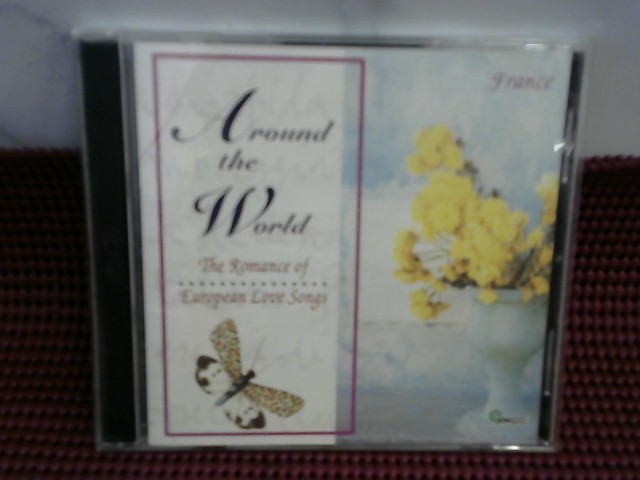 France
Around
the
World
The Romance of
European Love Songs